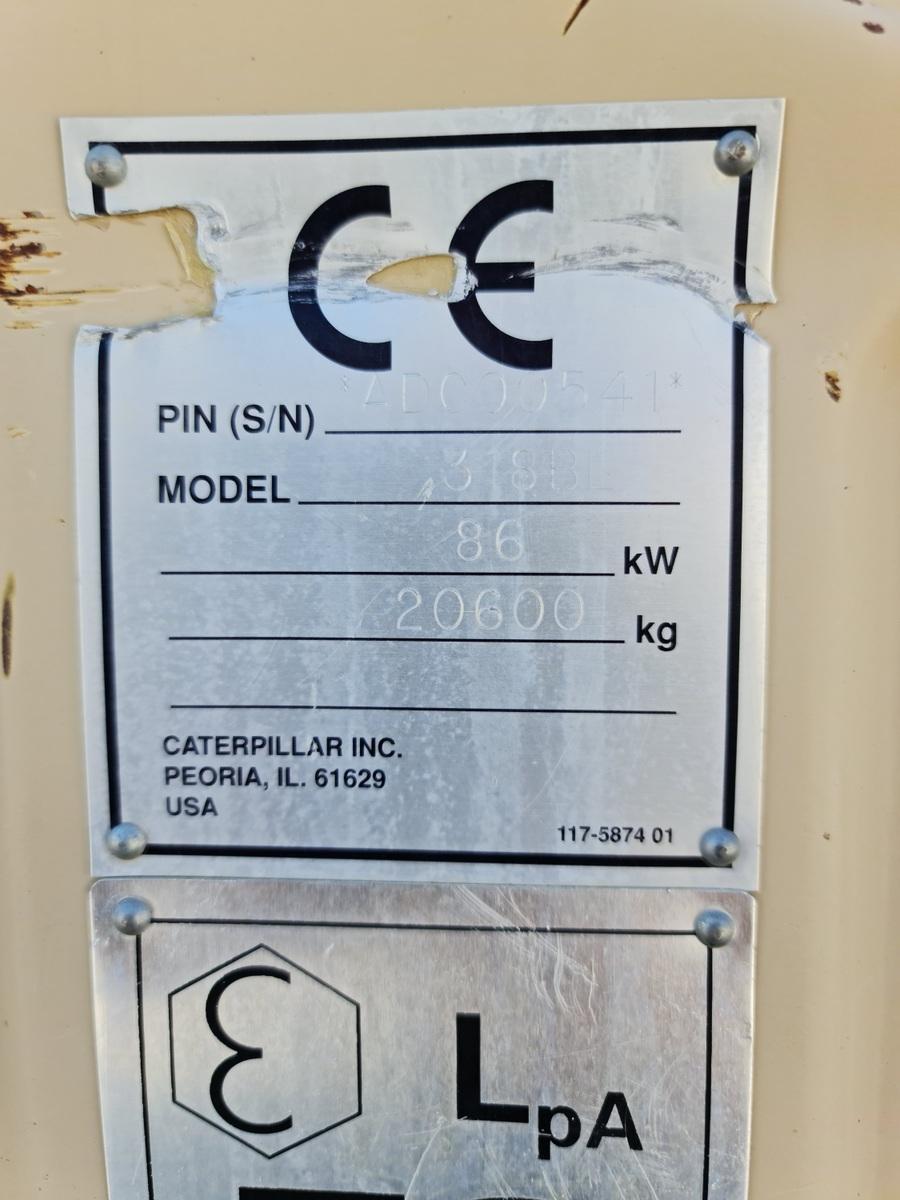 CE
*ADC00541*
PIN (S/N)
318BL
MODEL
86 kW
20600 kg
CATERPILLAR INC.
PEORIA, IL. 61629
USA
117-5874 01
LpA